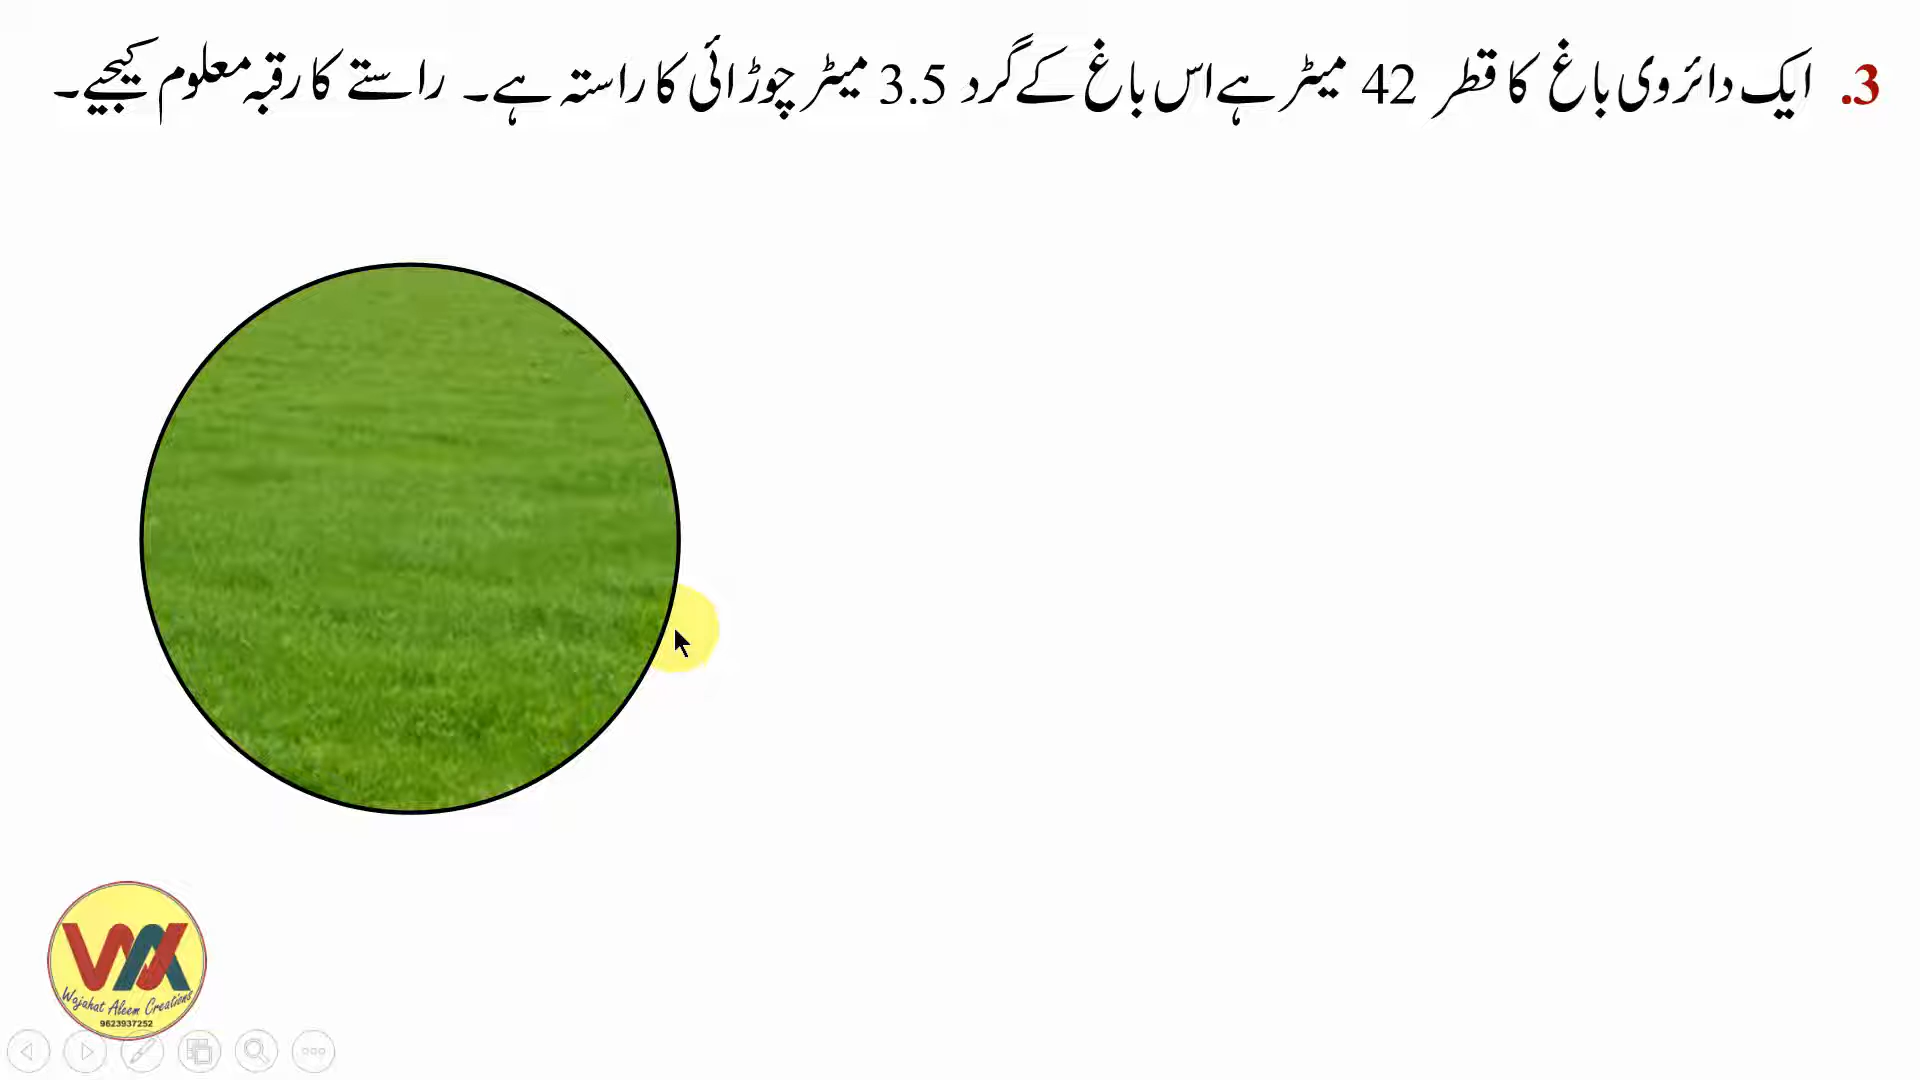 3. ایک دائروی باغ کا قطر 42 میٹر ہے اس باغ کے گرد 3.5 میٹر چوڑائی کا راستہ ہے۔ راستے کا رقبہ معلوم کیجیے۔
WA
Wajahat Aleem Creations
9623937252